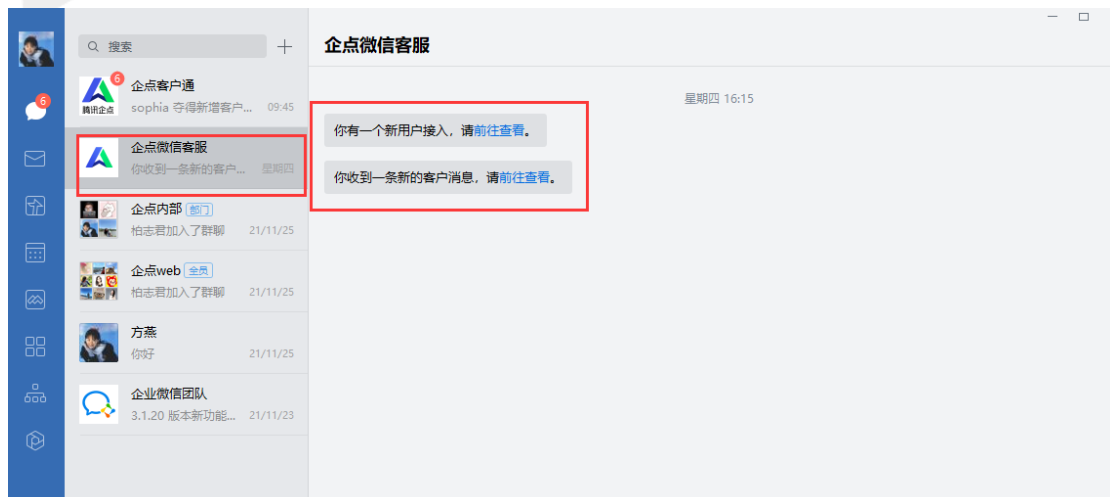 搜索
企点微信客服
6
6
腾讯企点
企点客户通
sophia 夺得新增客户... 09:45
企点微信客服
你收到一条新的客户... 星期四
企点内部 部门
柏志君加入了群聊 21/11/25
企点web 全员
柏志君加入了群聊 21/11/25
方燕
你好 21/11/25
企业微信团队
3.1.20 版本新功能... 21/11/23
星期四 16:15
你有一个新用户接入，请前往查看。
你收到一条新的客户消息，请前往查看。